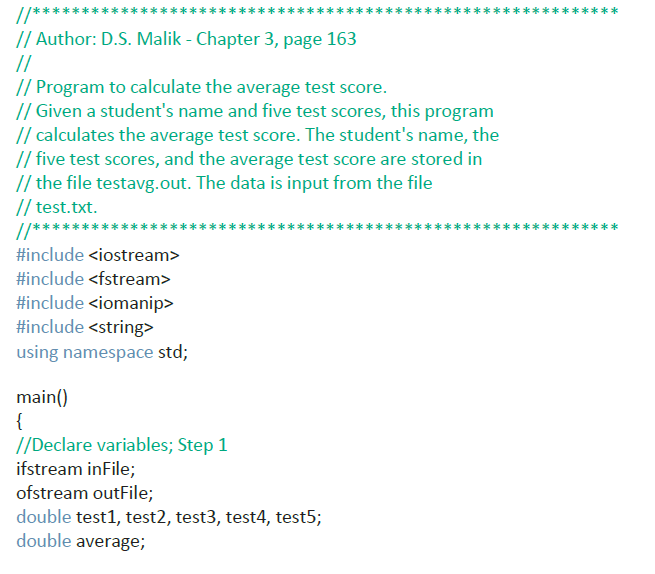 //************************************************************
// Author: D.S. Malik - Chapter 3, page 163
//
// Program to calculate the average test score.
// Given a student's name and five test scores, this program
// calculates the average test score. The student's name, the
// five test scores, and the average test score are stored in
// the file testavg.out. The data is input from the file
// test.txt.
//************************************************************
#include <iostream>
#include <fstream>
#include <iomanip>
#include <string>
using namespace std;
main()
{
//Declare variables; Step 1
ifstream inFile;
ofstream outFile;
double test1, test2, test3, test4, test5;
double average;